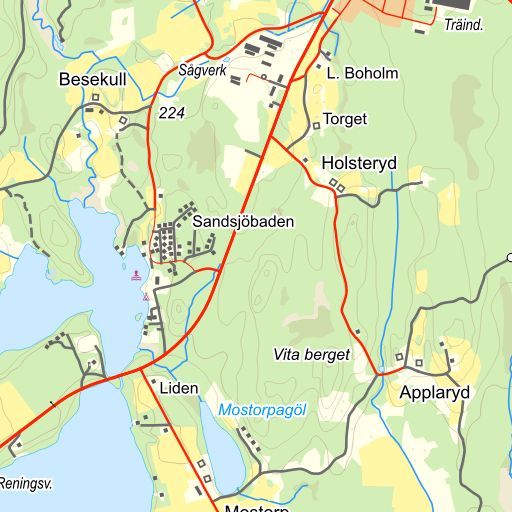 Träind.
Sågverk
L. Boholm
Besekull
224
Torget
Holsteryd
Sandsjöbaden
Vita berget
Liden
Applaryd
Mostorpagöl
Reningsv.
Mostorp